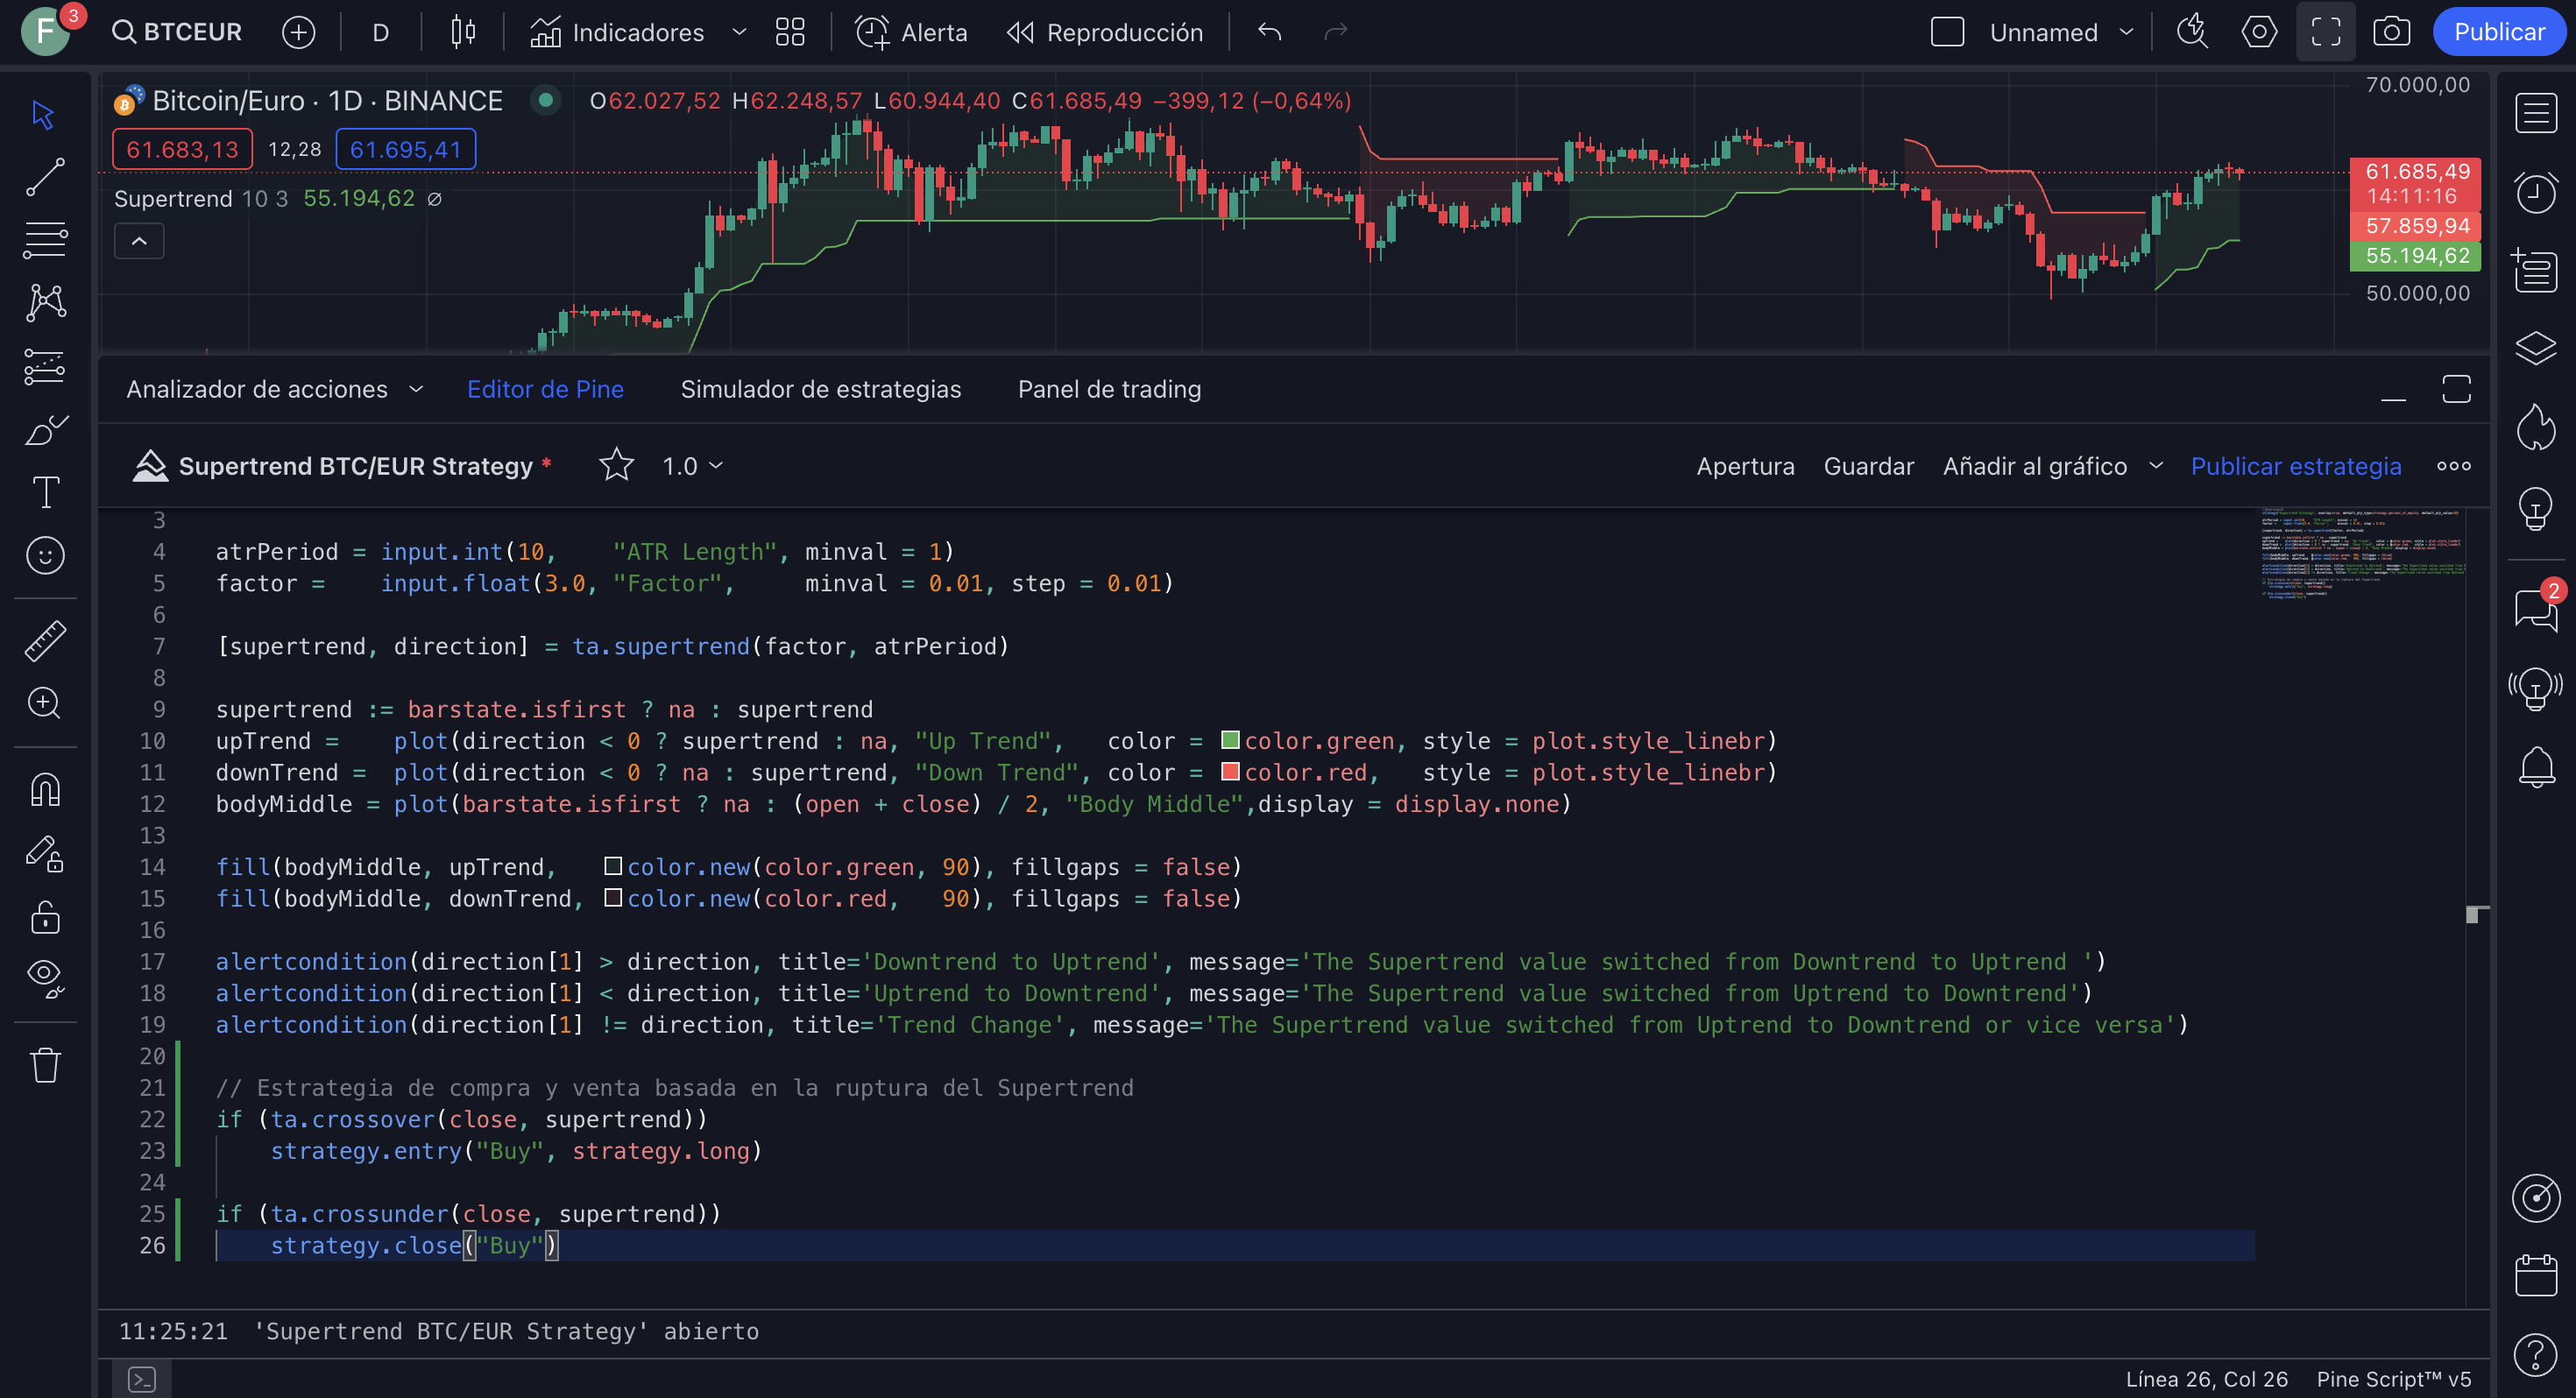 F 3 BTCEUR D Indicadores Alerta Reproducción Unnamed Publicar
Bitcoin/Euro · 1D · BINANCE O62.027,52 H62.248,57 L60.944,40 C61.685,49 −399,12 (−0,64%)
70.000,00
61.683,13 12,28 61.695,41
61.685,49
14:11:16
Supertrend 10 3 55.194,62 ∅
57.859,94
55.194,62
50.000,00
Analizador de acciones Editor de Pine Simulador de estrategias Panel de trading
Supertrend BTC/EUR Strategy * 1.0 Apertura Guardar Añadir al gráfico Publicar estrategia
3
4 atrPeriod = input.int(10,    "ATR Length", minval = 1)
5 factor =    input.float(3.0, "Factor",     minval = 0.01, step = 0.01)
6
7 [supertrend, direction] = ta.supertrend(factor, atrPeriod)
8
9 supertrend := barstate.isfirst ? na : supertrend
10 upTrend =    plot(direction < 0 ? supertrend : na, "Up Trend",   color = color.green, style = plot.style_linebr)
11 downTrend =  plot(direction < 0 ? na : supertrend, "Down Trend", color = color.red,   style = plot.style_linebr)
12 bodyMiddle = plot(barstate.isfirst ? na : (open + close) / 2, "Body Middle",display = display.none)
13
14 fill(bodyMiddle, upTrend,   color.new(color.green, 90), fillgaps = false)
15 fill(bodyMiddle, downTrend, color.new(color.red,   90), fillgaps = false)
16
17 alertcondition(direction[1] > direction, title='Downtrend to Uptrend', message='The Supertrend value switched from Downtrend to Uptrend ')
18 alertcondition(direction[1] < direction, title='Uptrend to Downtrend', message='The Supertrend value switched from Uptrend to Downtrend')
19 alertcondition(direction[1] != direction, title='Trend Change', message='The Supertrend value switched from Uptrend to Downtrend or vice versa')
20
21 // Estrategia de compra y venta basada en la ruptura del Supertrend
22 if (ta.crossover(close, supertrend))
23     strategy.entry("Buy", strategy.long)
24
25 if (ta.crossunder(close, supertrend))
26     strategy.close("Buy")
2
11:25:21 'Supertrend BTC/EUR Strategy' abierto
Línea 26, Col 26 Pine Script™ v5